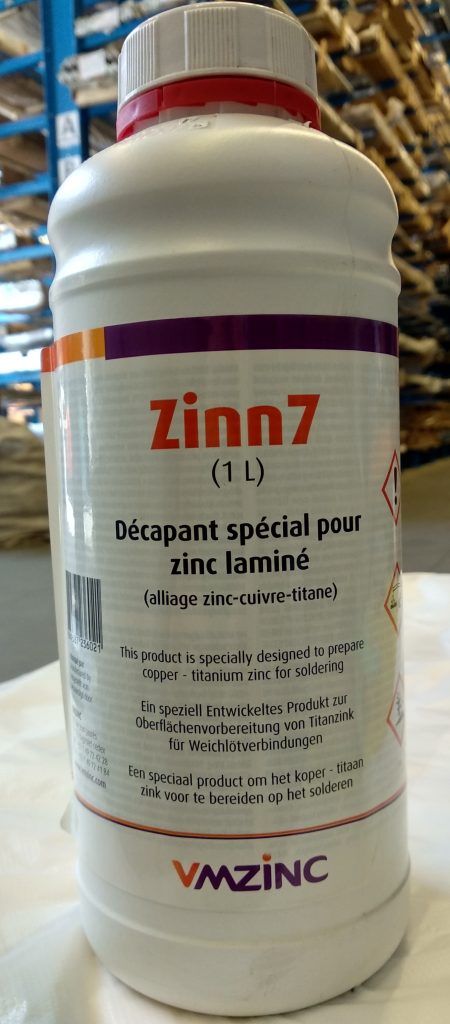 A
Zinn7
(1 L)
Décapant spécial pour
zinc laminé
(alliage zinc-cuivre-titane)
This product is specially designed to prepare
copper - titanium zinc for soldering
Ein speziell Entwickeltes Produkt zur
Oberflächenvorbereitung von Titanzink
für Weichlötverbindungen
Een speciaal product om het koper - titaan
zink voor te bereiden op het solderen
VMZINC